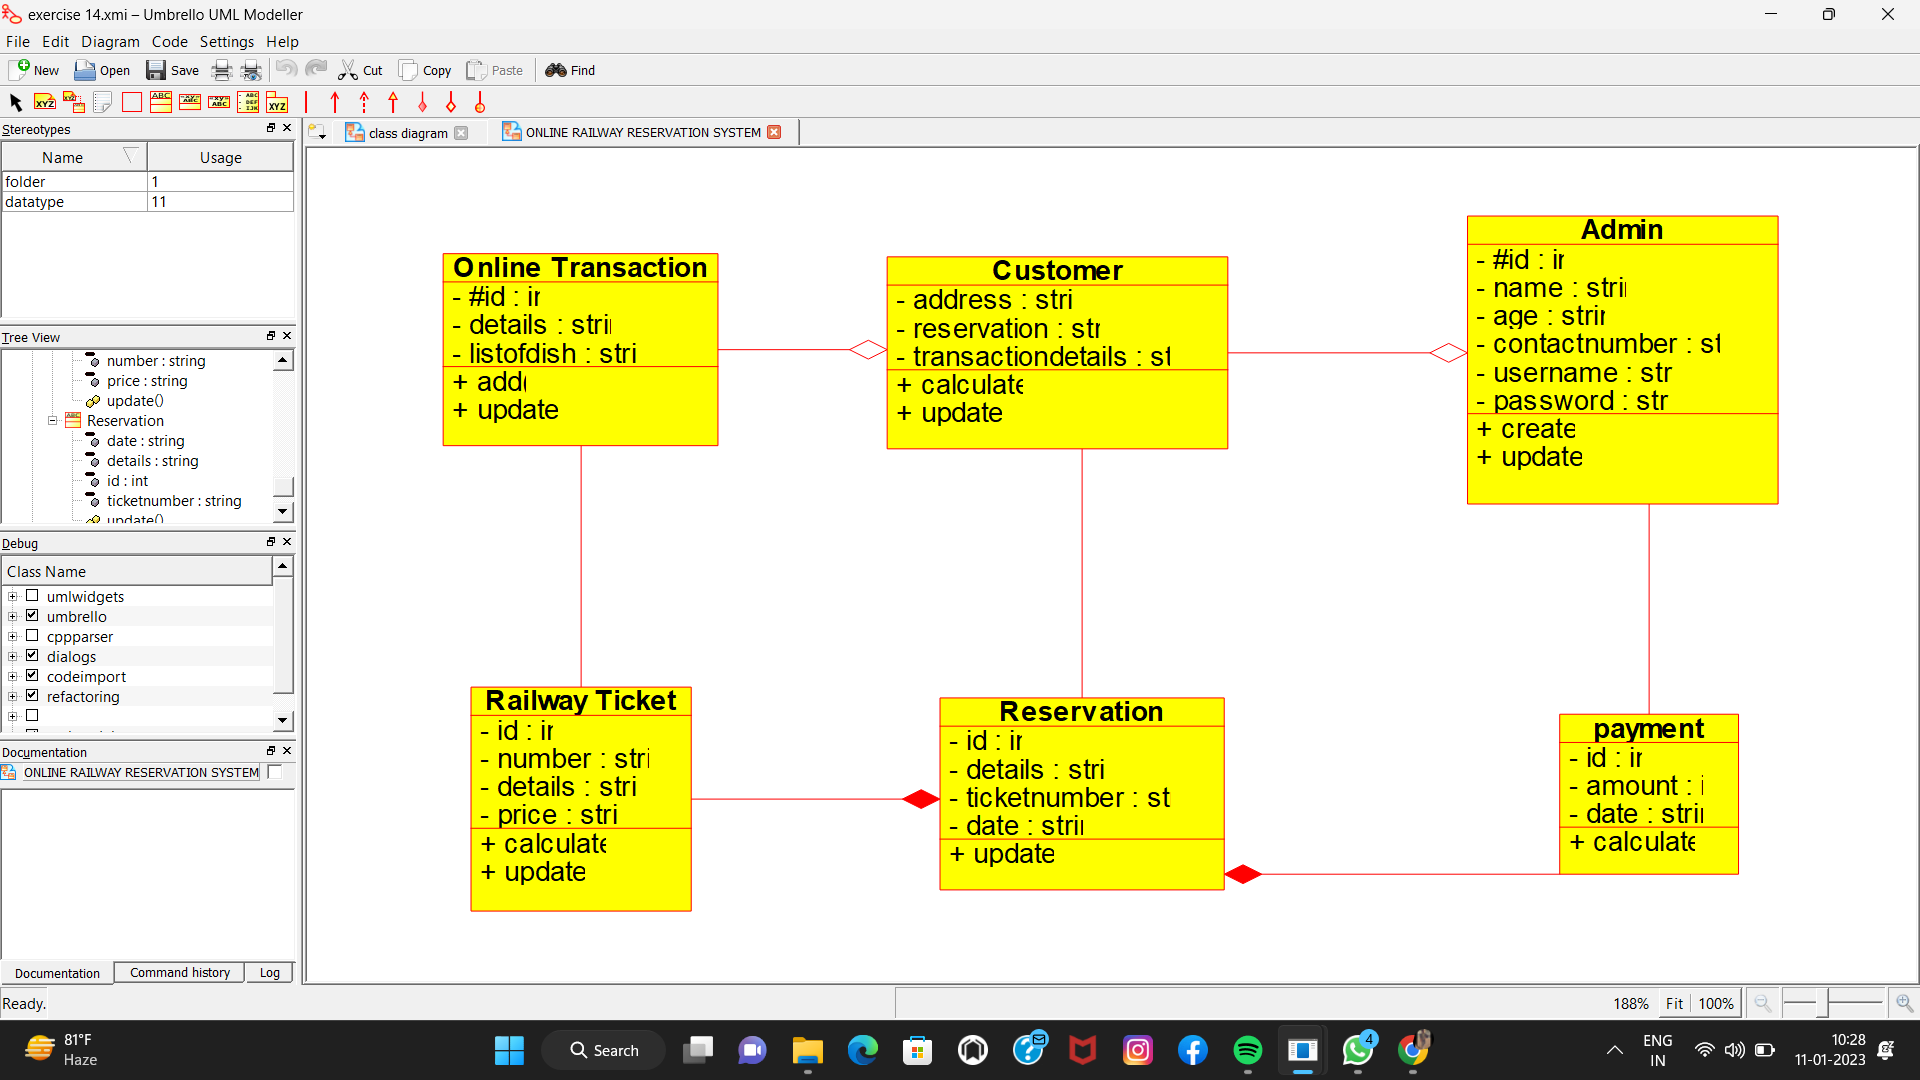 exercise 14.xmi – Umbrello UML Modeller
File Edit Diagram Code Settings Help
New Open Save Cut Copy Paste Find
Stereotypes
Name Usage
folder 1
datatype 11
Tree View
number : string
price : string
update()
Reservation
date : string
details : string
id : int
ticketnumber : string
update()
Debug
Class Name
umlwidgets
umbrello
cppparser
dialogs
codeimport
refactoring
Documentation
ONLINE RAILWAY RESERVATION SYSTEM
Documentation Command history Log
Ready.
class diagram
ONLINE RAILWAY RESERVATION SYSTEM
Online Transaction
- #id : ir
- details : stri
- listofdish : stri
+ add(
+ update
Customer
- address : stri
- reservation : str
- transactiondetails : st
+ calculate
+ update
Admin
- #id : ir
- name : stri
- age : strir
- contactnumber : st
- username : str
- password : str
+ create
+ update
Railway Ticket
- id : ir
- number : stri
- details : stri
- price : stri
+ calculate
+ update
Reservation
- id : ir
- details : stri
- ticketnumber : st
- date : strii
+ update
payment
- id : ir
- amount : i
- date : strii
+ calculate
188% Fit 100%
81°F
Haze
Search
4
ENG
IN
10:28
11-01-2023